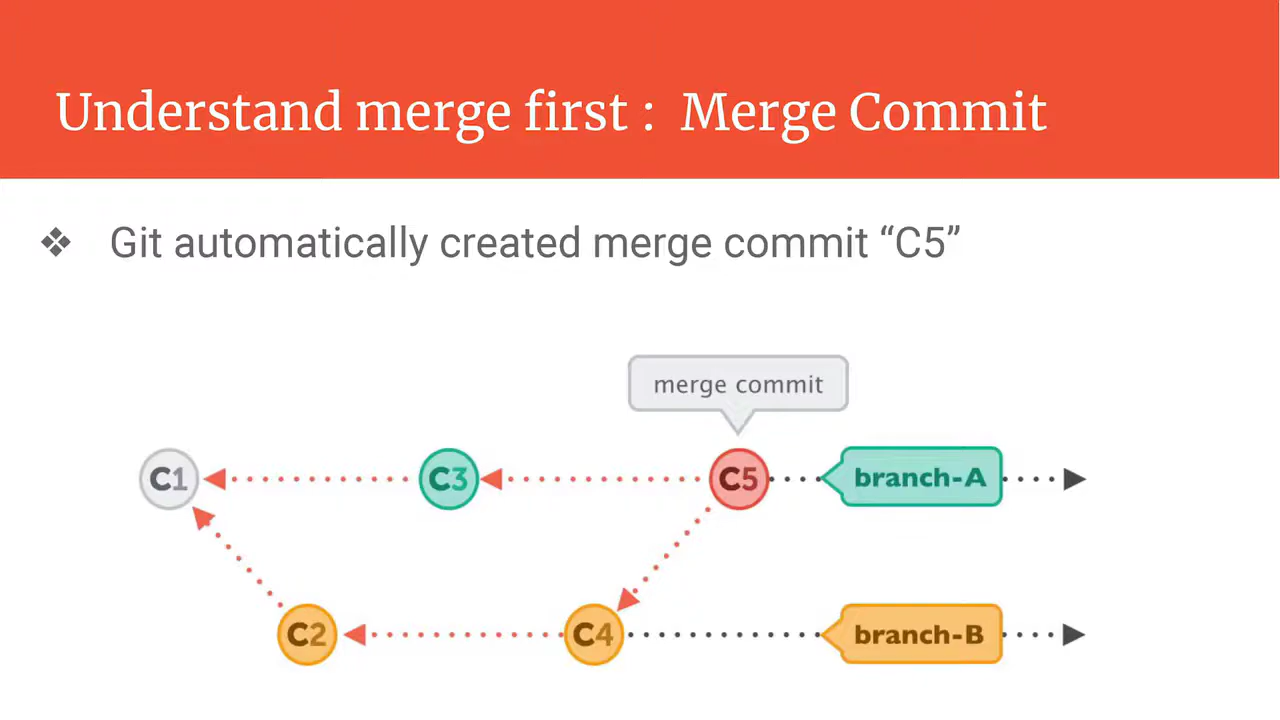 Understand merge first :  Merge Commit
❖ Git automatically created merge commit “C5”
merge commit
C1 C3 C5 branch-A
C2 C4 branch-B